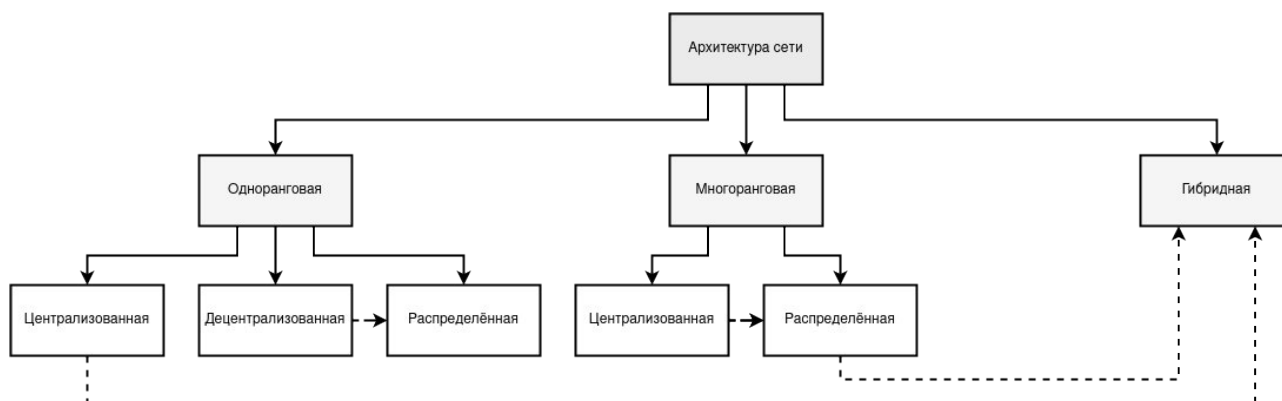 Архитектура сети
Одноранговая
Многоранговая
Гибридная
Централизованная
Децентрализованная
Распределённая
Централизованная
Распределённая